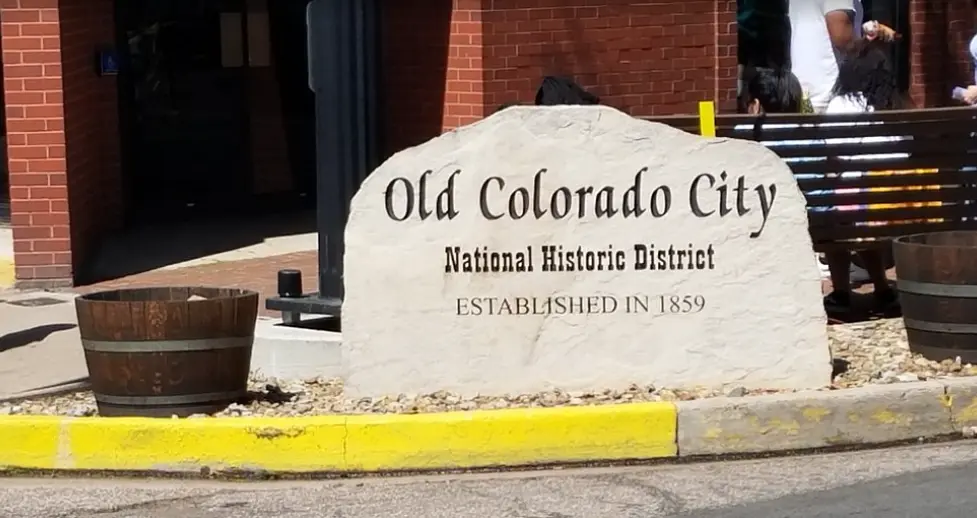 Old Colorado City
National Historic District
ESTABLISHED IN 1859